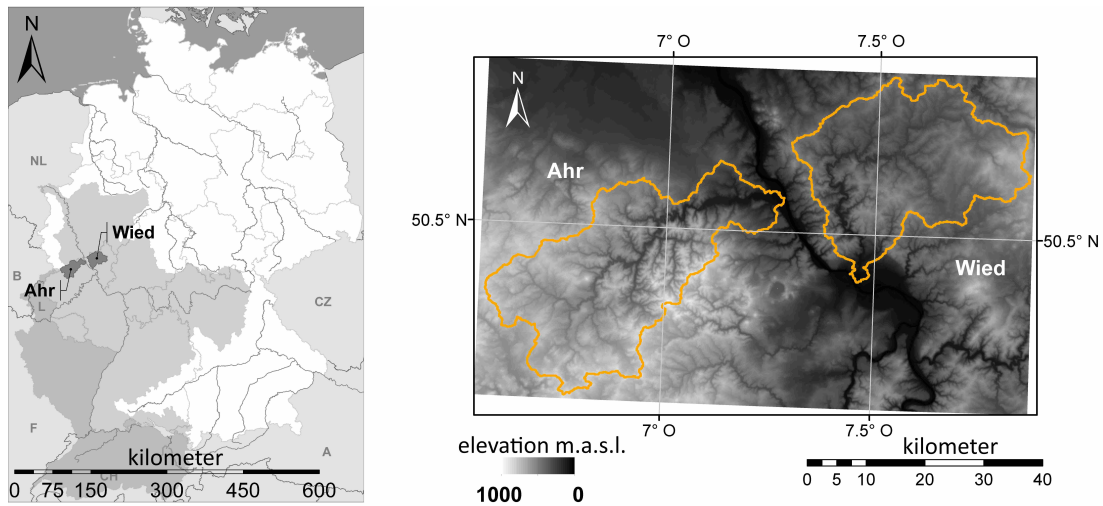 N
NL
Wied
B
Ahr
L
CZ
F
A
kilometer
CH
0 75 150 300 450 600
7° O 7.5° O
N
Ahr
50.5° N
50.5° N
Wied
7° O 7.5° O
elevation m.a.s.l.
1000 0
kilometer
0 5 10 20 30 40